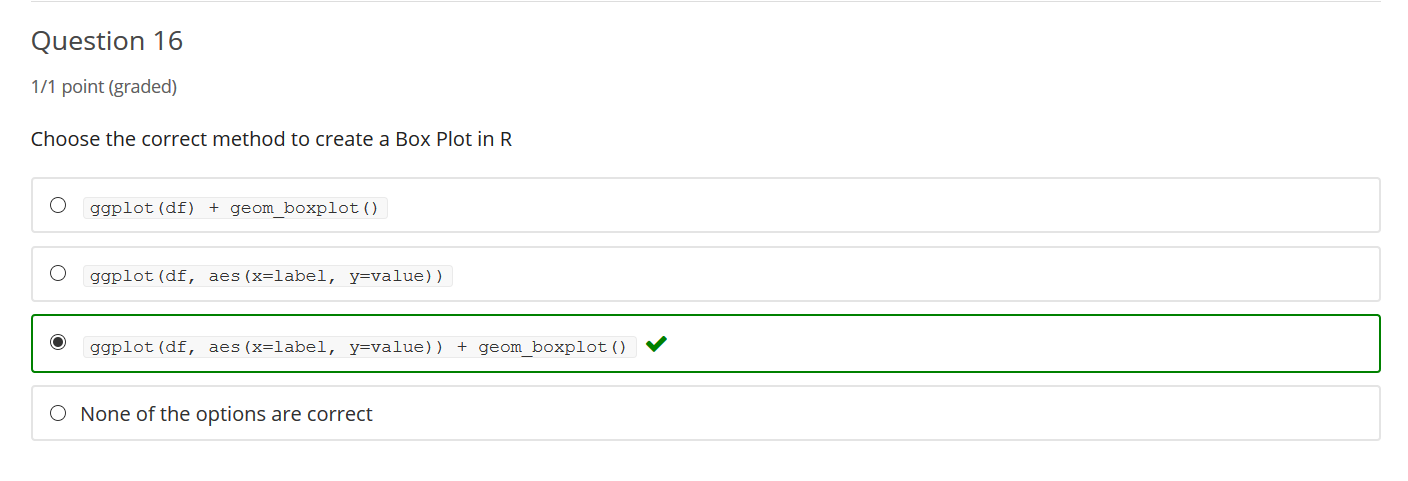 Question 16
1/1 point (graded)
Choose the correct method to create a Box Plot in R
ggplot(df) + geom_boxplot()
ggplot(df, aes(x=label, y=value))
ggplot(df, aes(x=label, y=value)) + geom_boxplot()
None of the options are correct